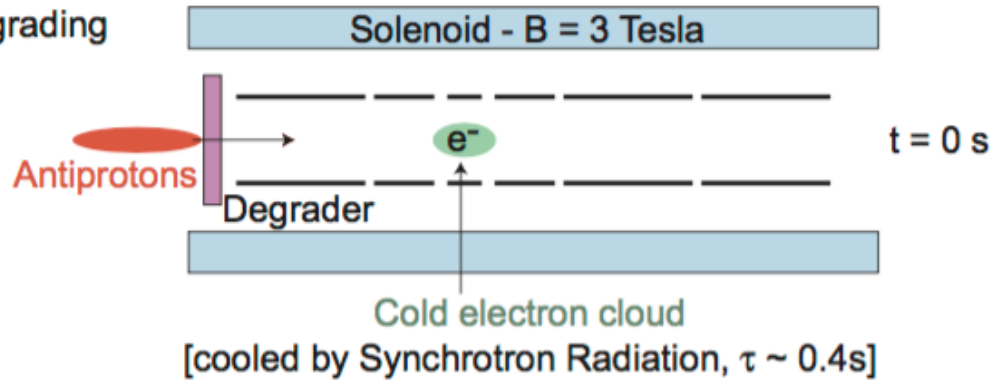 grading
Solenoid - B = 3 Tesla
e⁻
t = 0 s
Antiprotons
Degrader
Cold electron cloud
[cooled by Synchrotron Radiation, τ ~ 0.4s]